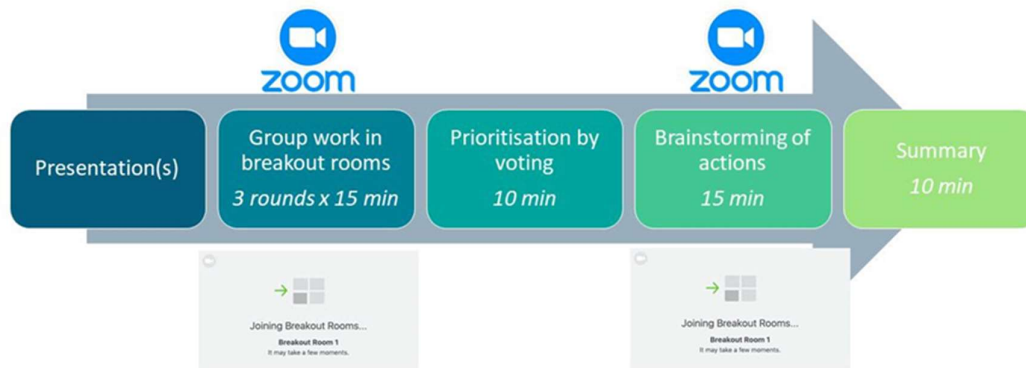 zoom
zoom
Presentation(s)
Group work in
breakout rooms
3 rounds x 15 min
Prioritisation by
voting
10 min
Brainstorming of
actions
15 min
Summary
10 min
Joining Breakout Rooms...
Breakout Room 1
It may take a few moments.
Joining Breakout Rooms...
Breakout Room 1
It may take a few moments.